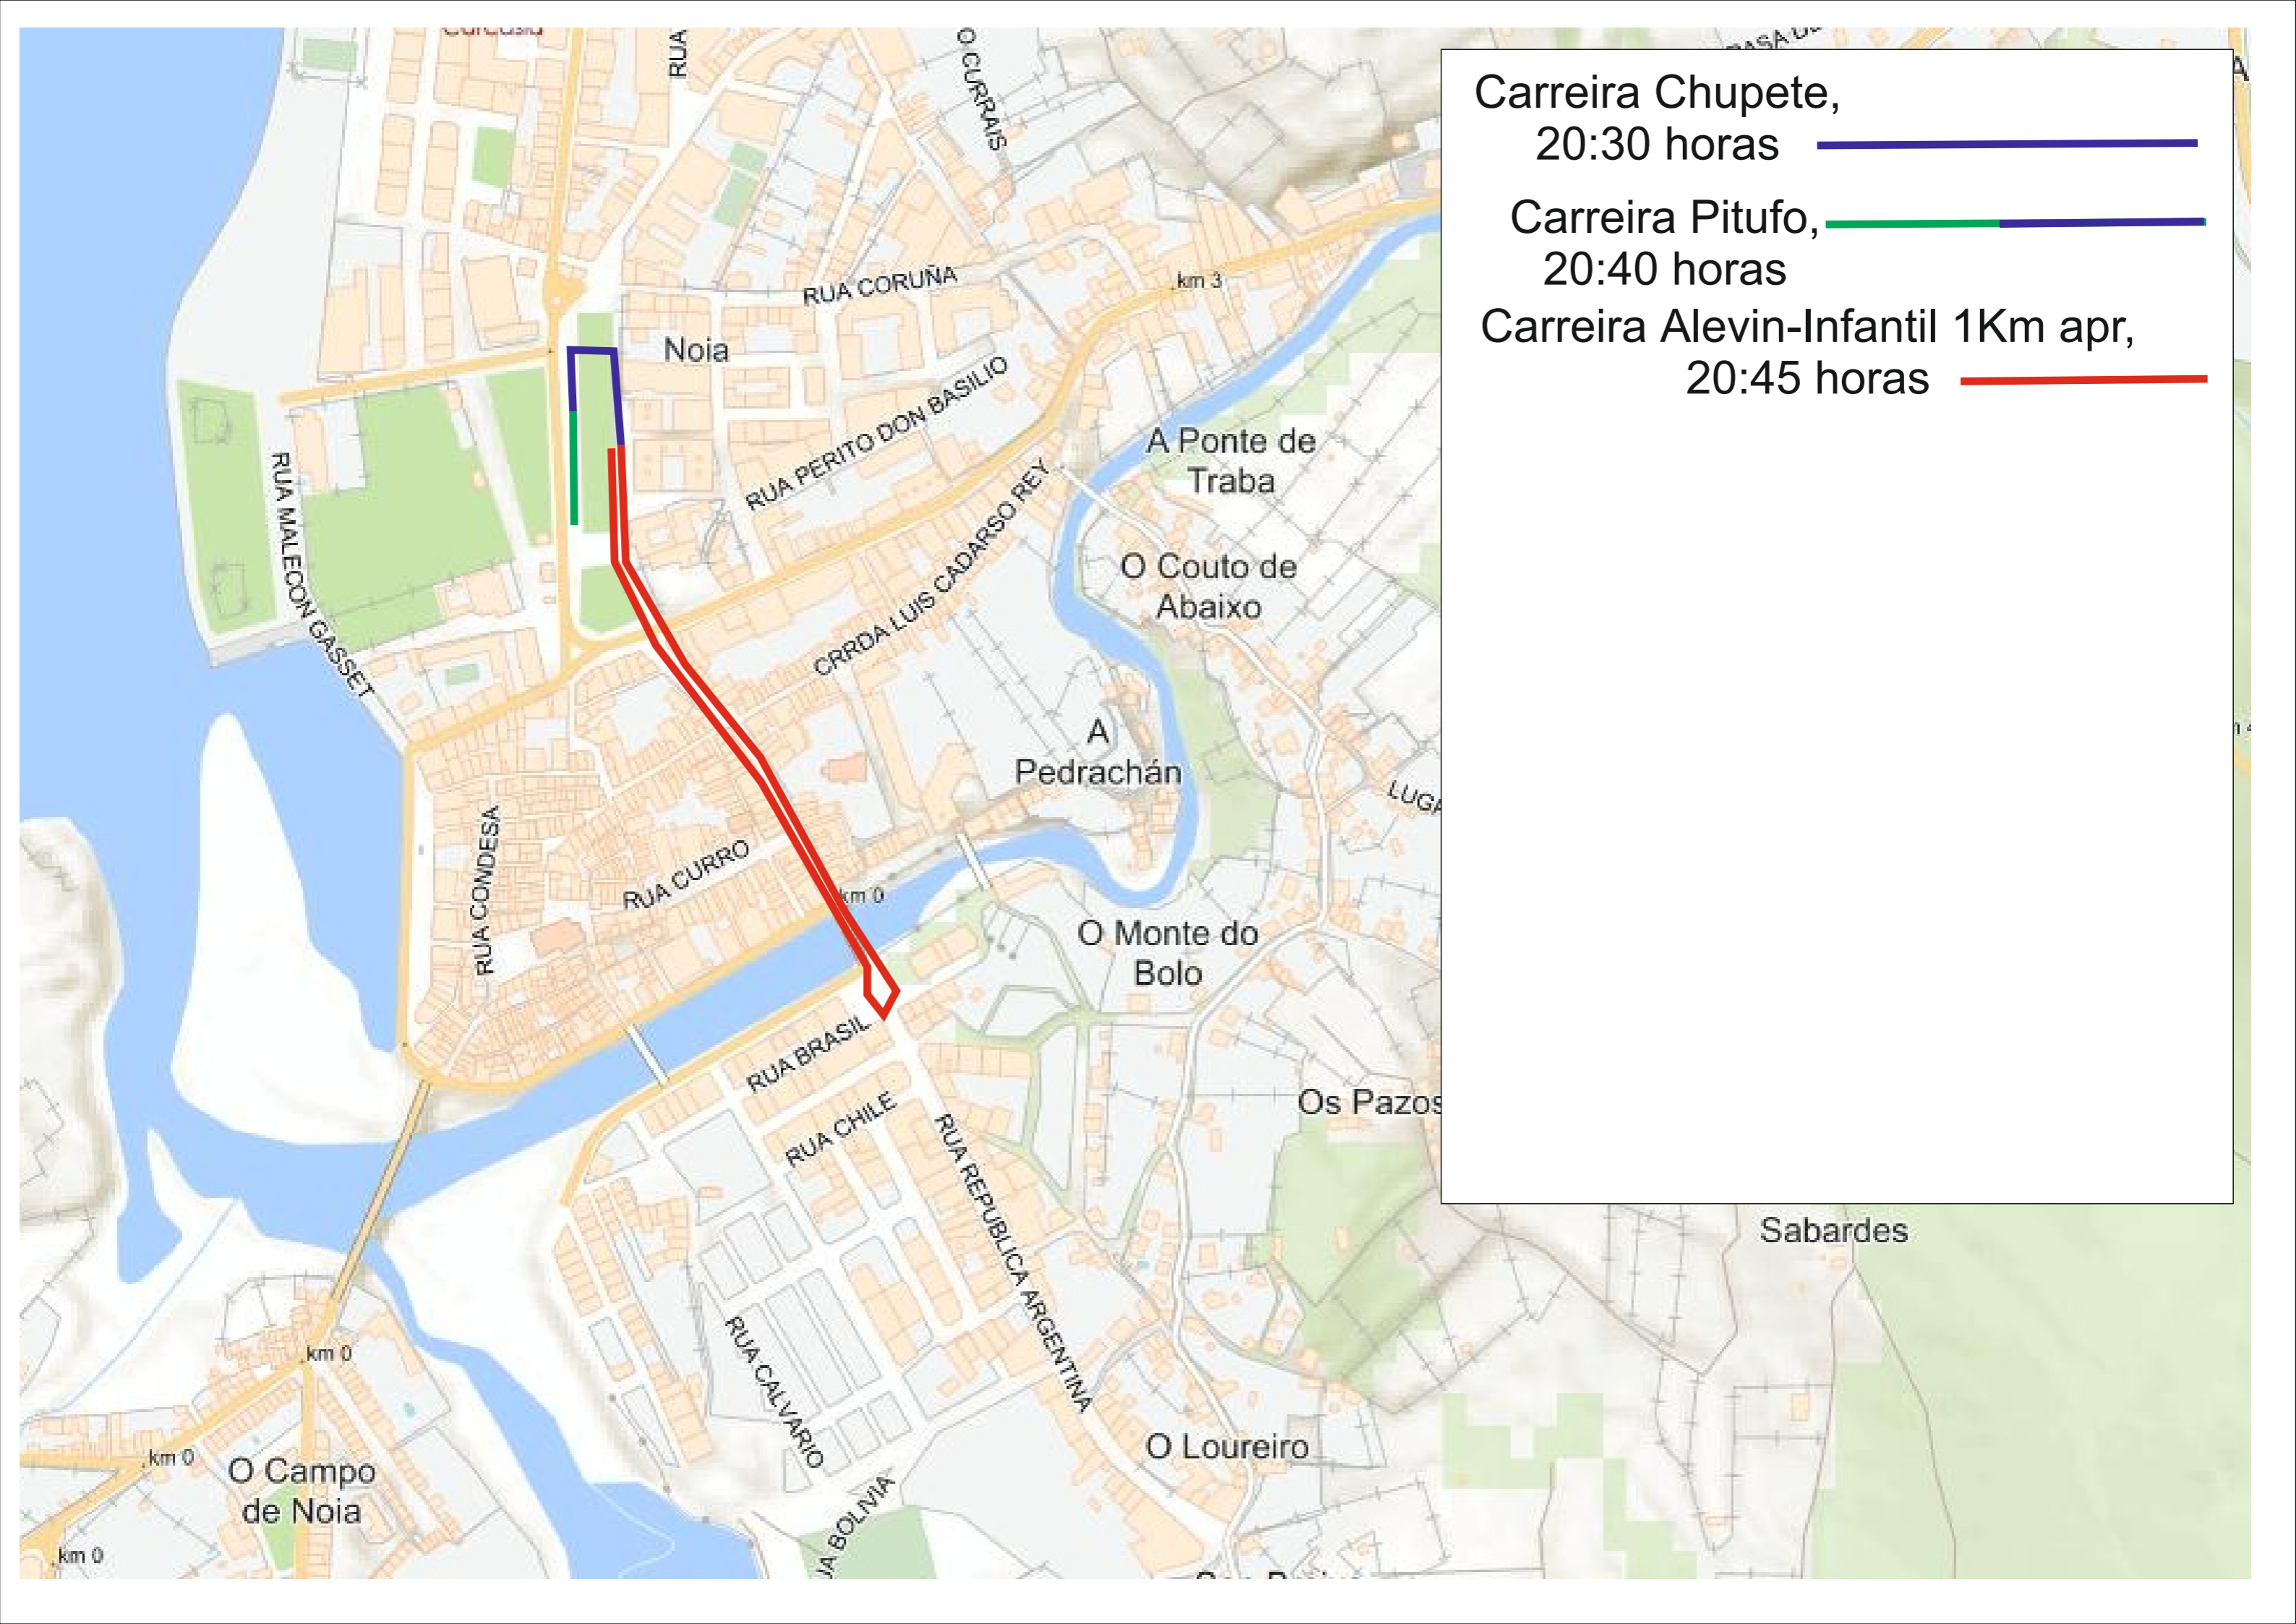 RUA
O CURRAIS
Carreira Chupete,
20:30 horas
Carreira Pitufo,
20:40 horas
Carreira Alevin-Infantil 1Km apr,
20:45 horas
RUA CORUÑA
km 3
Noia
RUA PERITO DON BASILIO
A Ponte de
Traba
RUA MALECON GASSET
CRRDA LUIS CADARSO REY
O Couto de
Abaixo
A
Pedrachán
RUA CONDESA
RUA CURRO
km 0
O Monte do
Bolo
RUA BRASIL
RUA CHILE
Os Pazos
RUA REPUBLICA ARGENTINA
Sabardes
RUA CALVARIO
km 0
O Loureiro
km 0
O Campo
de Noia
BOLIVIA
km 0